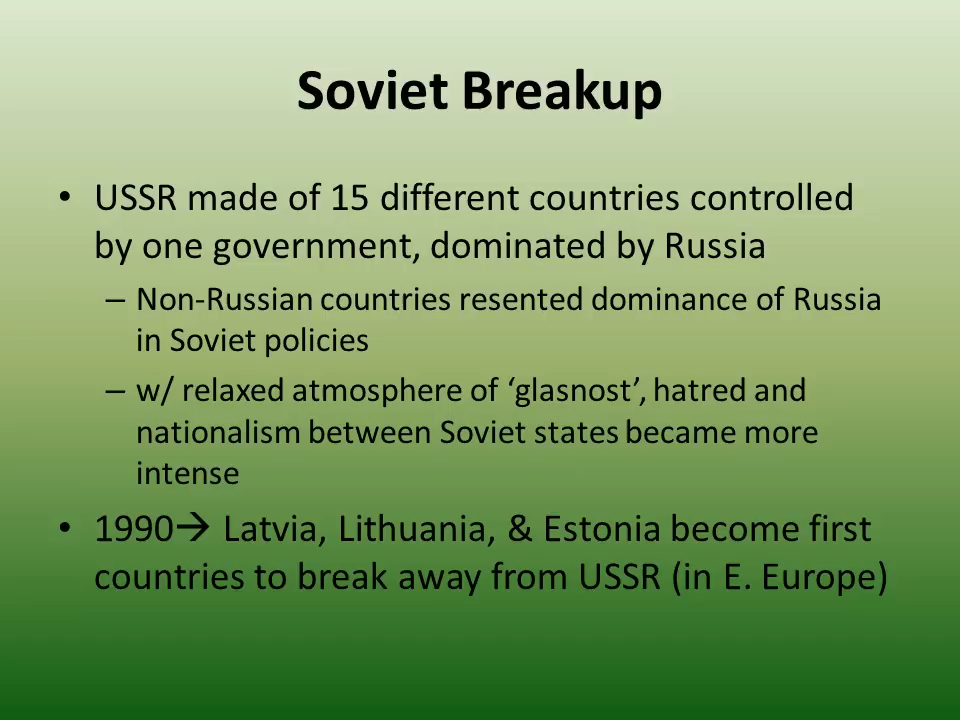 Soviet Breakup
• USSR made of 15 different countries controlled
by one government, dominated by Russia
– Non-Russian countries resented dominance of Russia
in Soviet policies
– w/ relaxed atmosphere of ‘glasnost’, hatred and
nationalism between Soviet states became more
intense
• 1990→ Latvia, Lithuania, & Estonia become first
countries to break away from USSR (in E. Europe)